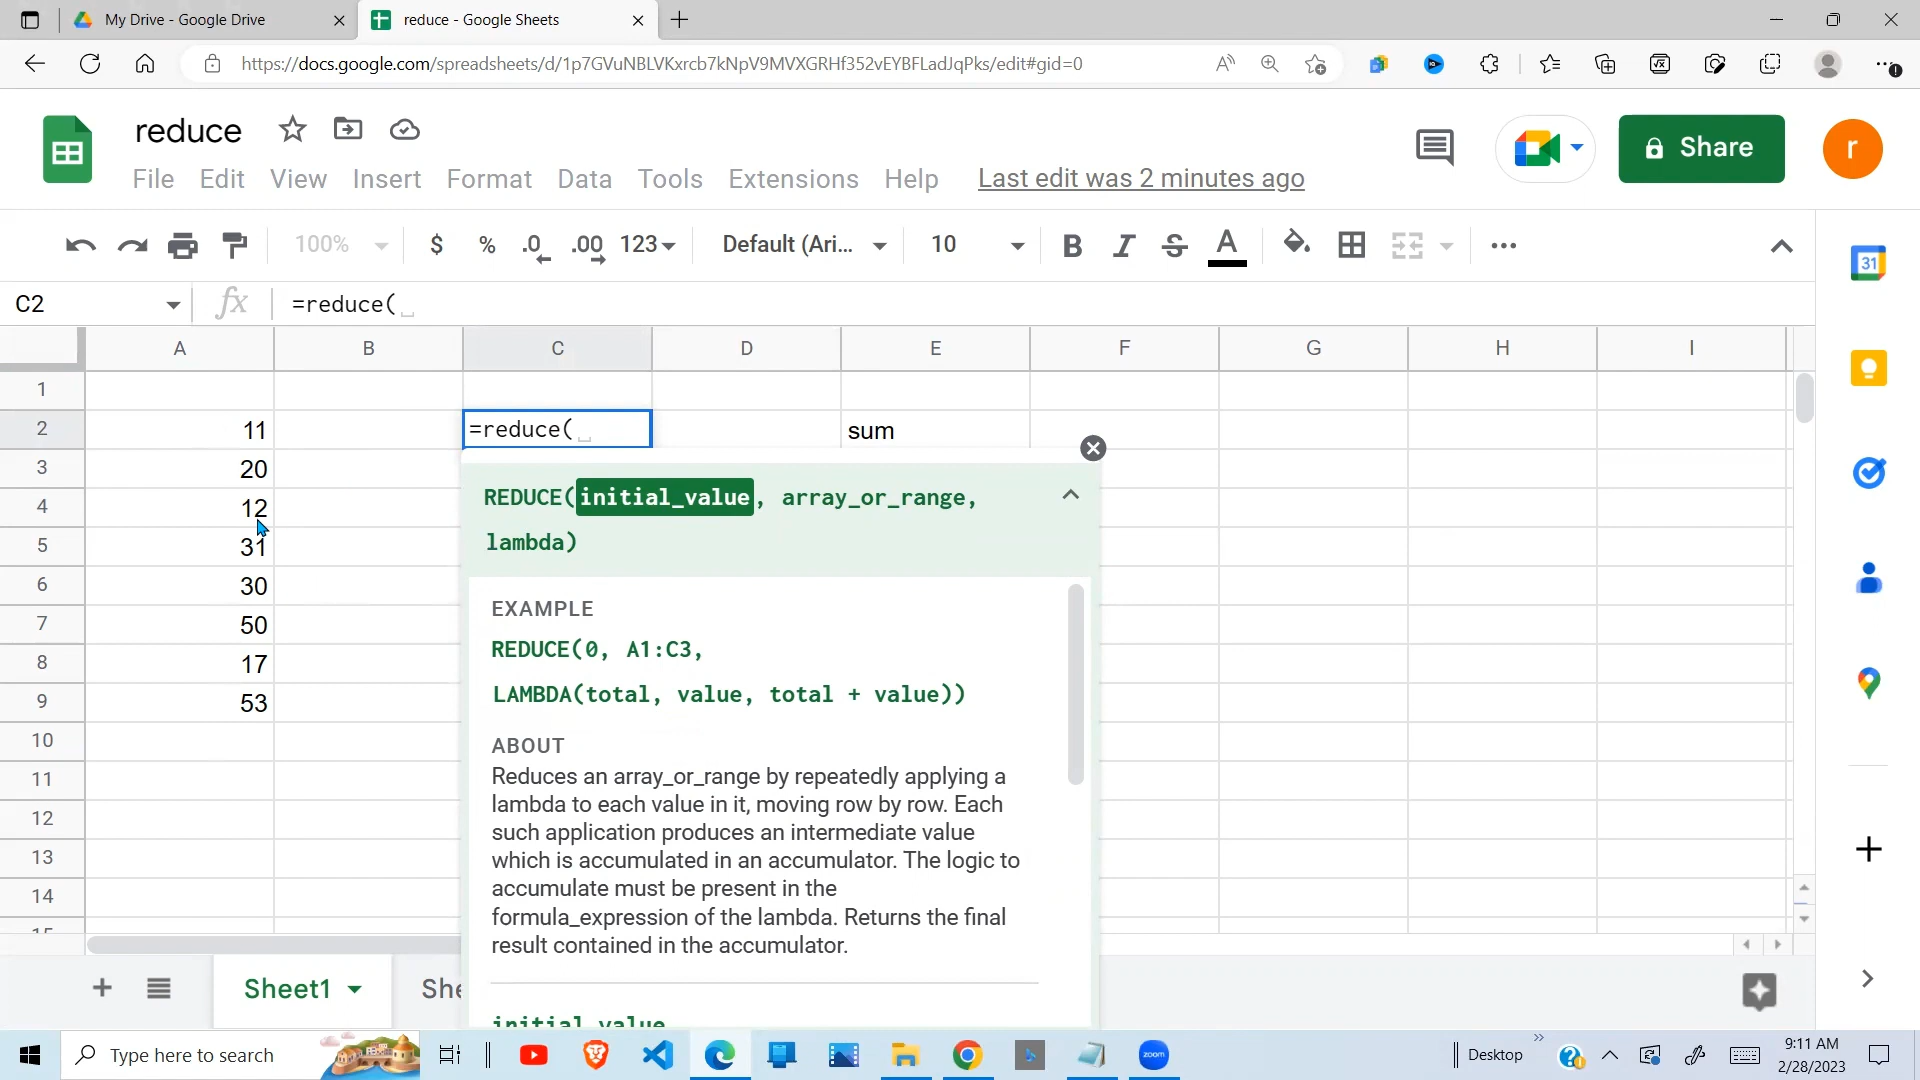 My Drive - Google Drive
reduce - Google Sheets
https://docs.google.com/spreadsheets/d/1p7GVuNBLVKxrcb7kNpV9MVXGRHf352vEYBFLadJqPks/edit#gid=0
reduce
Share
r
File Edit View Insert Format Data Tools Extensions Help Last edit was 2 minutes ago
100% $ % .0 .00 123 Default (Ari... 10 B I S A
31
C2 fx =reduce(
A B C D E F G H I
1
2 11 =reduce( sum
3 20
4 12
5 31
6 30
7 50
8 17
9 53
10
11
12
13
14
15
REDUCE(initial_value, array_or_range,
lambda)
EXAMPLE
REDUCE(0, A1:C3,
LAMBDA(total, value, total + value))
ABOUT
Reduces an array_or_range by repeatedly applying a
lambda to each value in it, moving row by row. Each
such application produces an intermediate value
which is accumulated in an accumulator. The logic to
accumulate must be present in the
formula_expression of the lambda. Returns the final
result contained in the accumulator.
initial_value
Sheet1 She
Type here to search
zoom
Desktop
9:11 AM
2/28/2023